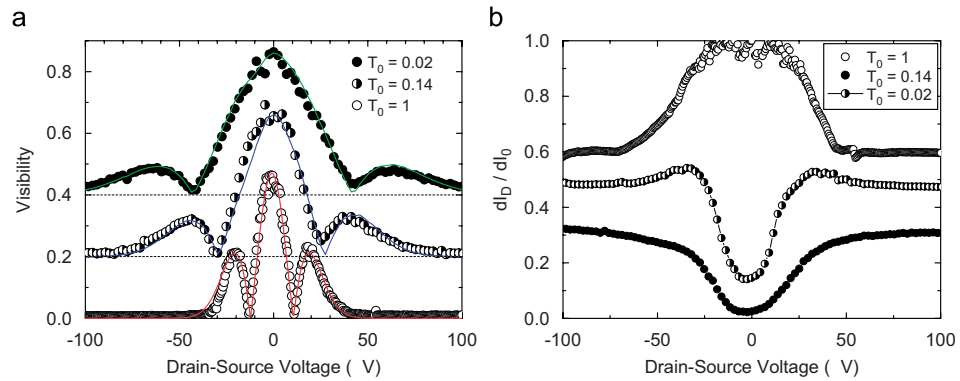 a
b
Visibility
0.8
0.6
0.4
0.2
0.0
-100
-50
0
50
100
Drain-Source Voltage ( V)
T₀ = 0.02
T₀ = 0.14
T₀ = 1
dI_D / dI_0
1.0
0.8
0.6
0.4
0.2
0.0
-100
-50
0
50
100
Drain-Source Voltage ( V)
T₀ = 1
T₀ = 0.14
T₀ = 0.02